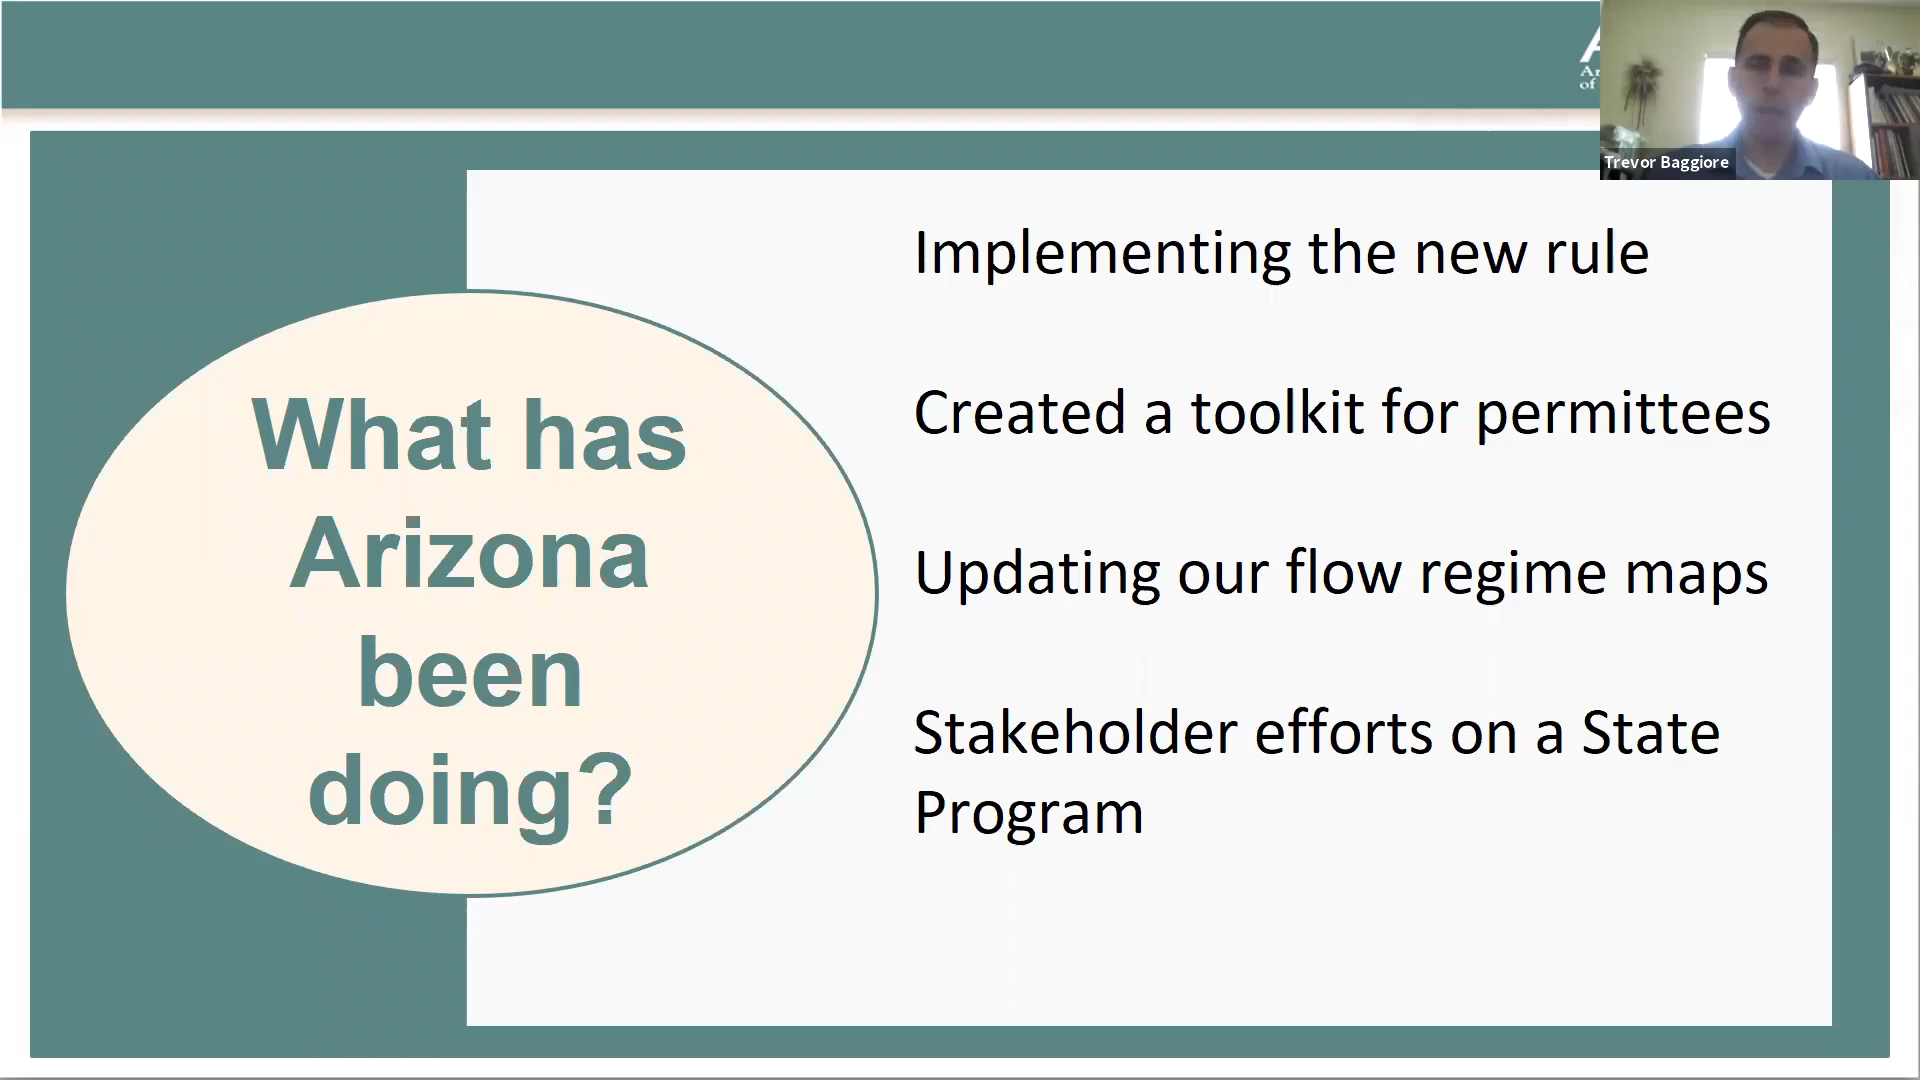 What has
Arizona
been
doing?
Implementing the new rule
Created a toolkit for permittees
Updating our flow regime maps
Stakeholder efforts on a State
Program
of
Trevor Baggiore